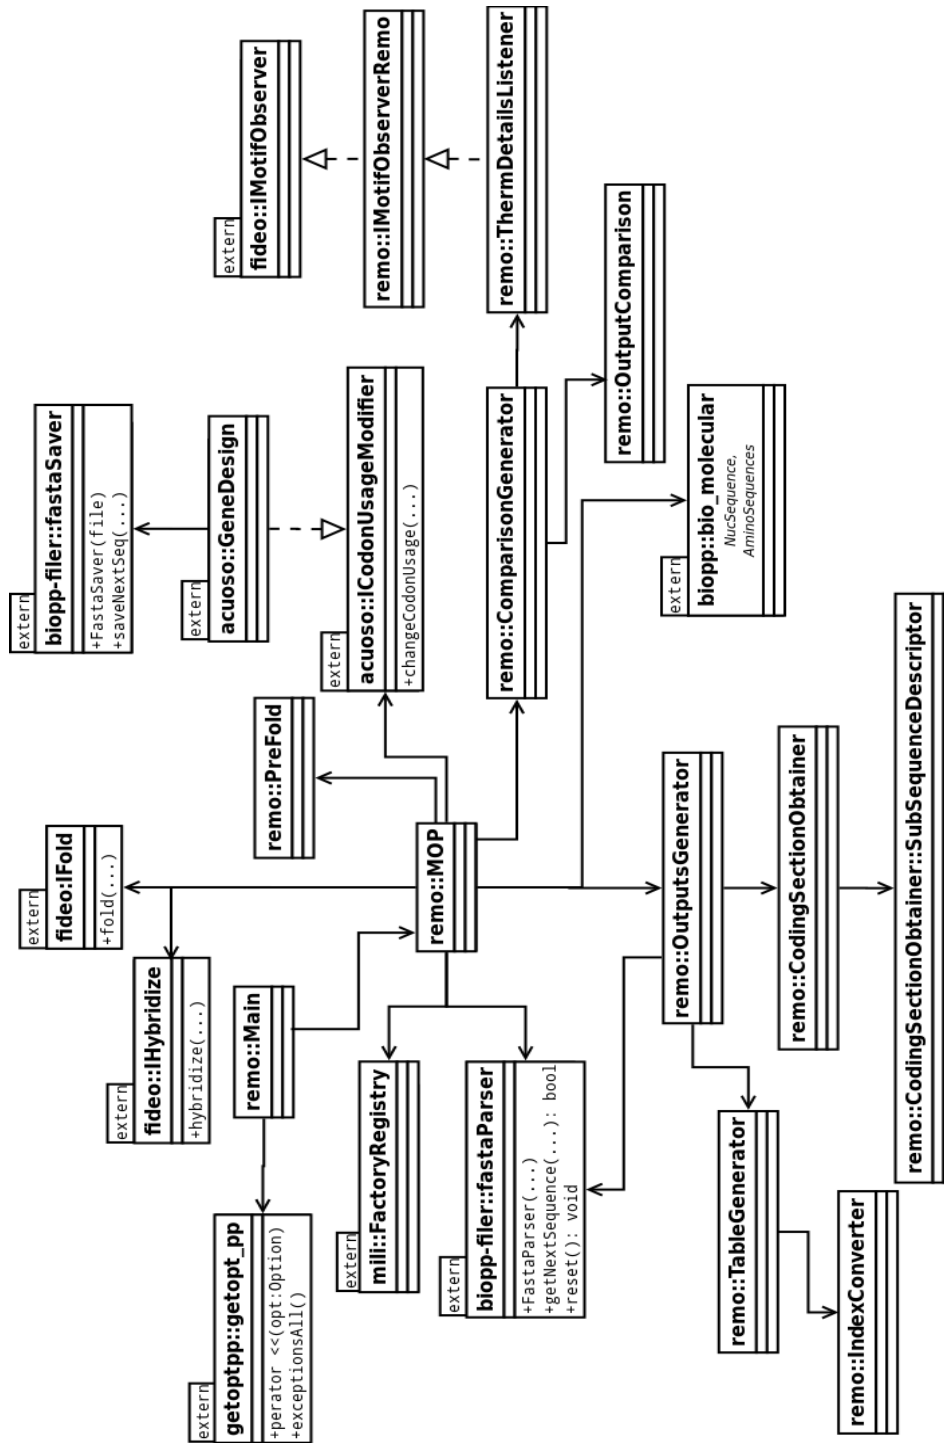 extern
getoptpp::getopt_pp
+perator <<(opt:Option)
+exceptionsAll()
extern
fideo::IHybridize
+hybridize(...)
extern
fideo:IFold
+fold(...)
extern
biopp-filer::fastaSaver
+FastaSaver(file)
+saveNextSeq(...)
extern
acuoso::GeneDesign
extern
fideo::IMotifObserver
remo::Main
remo::PreFold
extern
acuoso::ICodonUsageModifier
+changeCodonUsage(...)
remo::IMotifObserverRemo
extern
mili::FactoryRegistry
remo::MOP
remo::ComparisonGenerator
remo::ThermDetailsListener
extern
biopp-filer::fastaParser
+FastaParser(...)
+getNextSequence(...): bool
+reset(): void
remo::OutputComparison
remo::OutputsGenerator
extern
biopp::bio_molecular
NucSequence,
AminoSequences
remo::TableGenerator
remo::CodingSectionObtainer
remo::IndexConverter
remo::CodingSectionObtainer::SubSequenceDescriptor